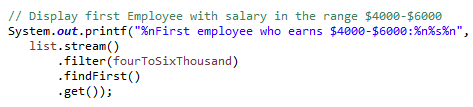 // Display first Employee with salary in the range $4000-$6000
System.out.printf("%nFirst employee who earns $4000-$6000:%n%s%n",
list.stream()
.filter(fourToSixThousand)
.findFirst()
.get());